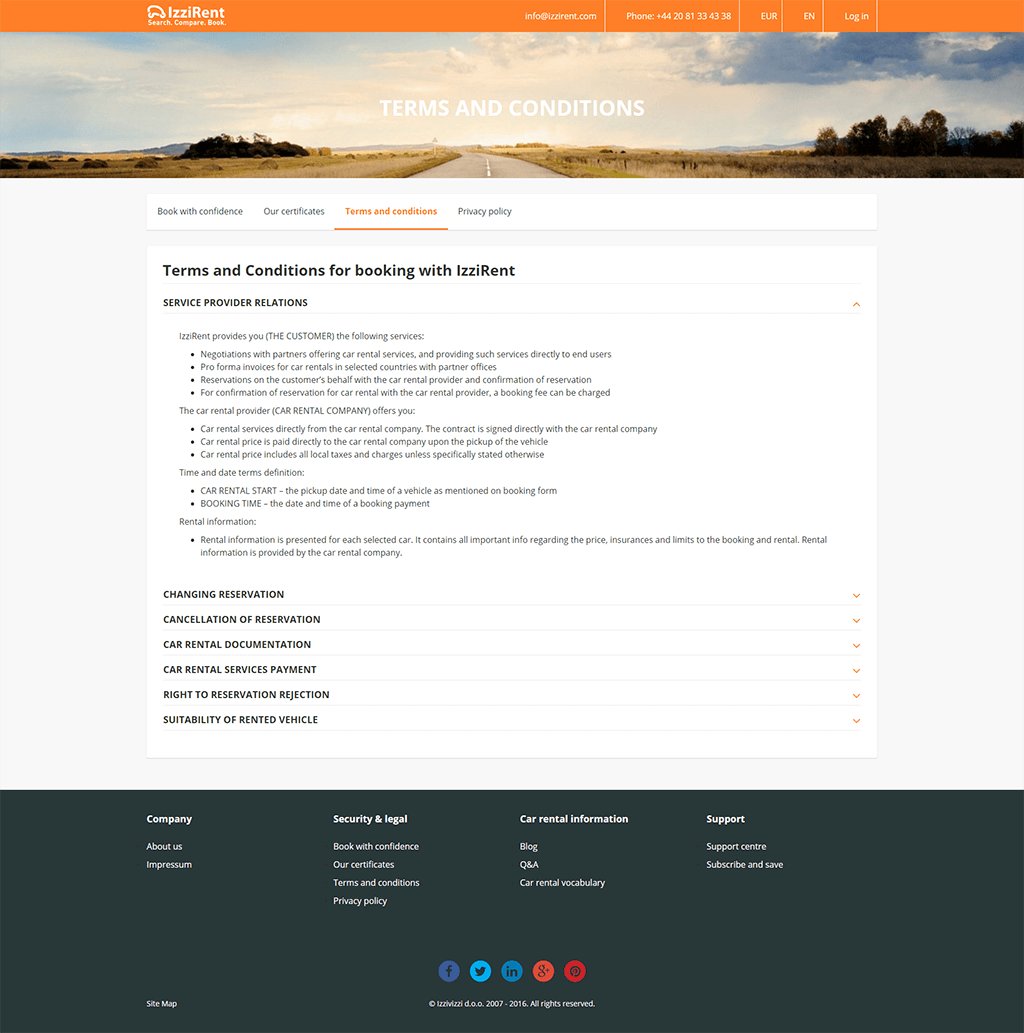 IzziRent
Search. Compare. Book.
info@izzirent.com
Phone: +44 20 81 33 43 38
EUR
EN
Log in
TERMS AND CONDITIONS
Book with confidence
Our certificates
Terms and conditions
Privacy policy
Terms and Conditions for booking with IzziRent
SERVICE PROVIDER RELATIONS
IzziRent provides you (THE CUSTOMER) the following services:
• Negotiations with partners offering car rental services, and providing such services directly to end users
• Pro forma invoices for car rentals in selected countries with partner offices
• Reservations on the customer's behalf with the car rental provider and confirmation of reservation
• For confirmation of reservation for car rental with the car rental provider, a booking fee can be charged
The car rental provider (CAR RENTAL COMPANY) offers you:
• Car rental services directly from the car rental company. The contract is signed directly with the car rental company
• Car rental price is paid directly to the car rental company upon the pickup of the vehicle
• Car rental price includes all local taxes and charges unless specifically stated otherwise
Time and date terms definition:
• CAR RENTAL START – the pickup date and time of a vehicle as mentioned on booking form
• BOOKING TIME – the date and time of a booking payment
Rental information:
• Rental information is presented for each selected car. It contains all important info regarding the price, insurances and limits to the booking and rental. Rental
information is provided by the car rental company.
CHANGING RESERVATION
CANCELLATION OF RESERVATION
CAR RENTAL DOCUMENTATION
CAR RENTAL SERVICES PAYMENT
RIGHT TO RESERVATION REJECTION
SUITABILITY OF RENTED VEHICLE
Company
About us
Impressum
Security & legal
Book with confidence
Our certificates
Terms and conditions
Privacy policy
Car rental information
Blog
Q&A
Car rental vocabulary
Support
Support centre
Subscribe and save
Site Map
© Izzivizzi d.o.o. 2007 - 2016. All rights reserved.